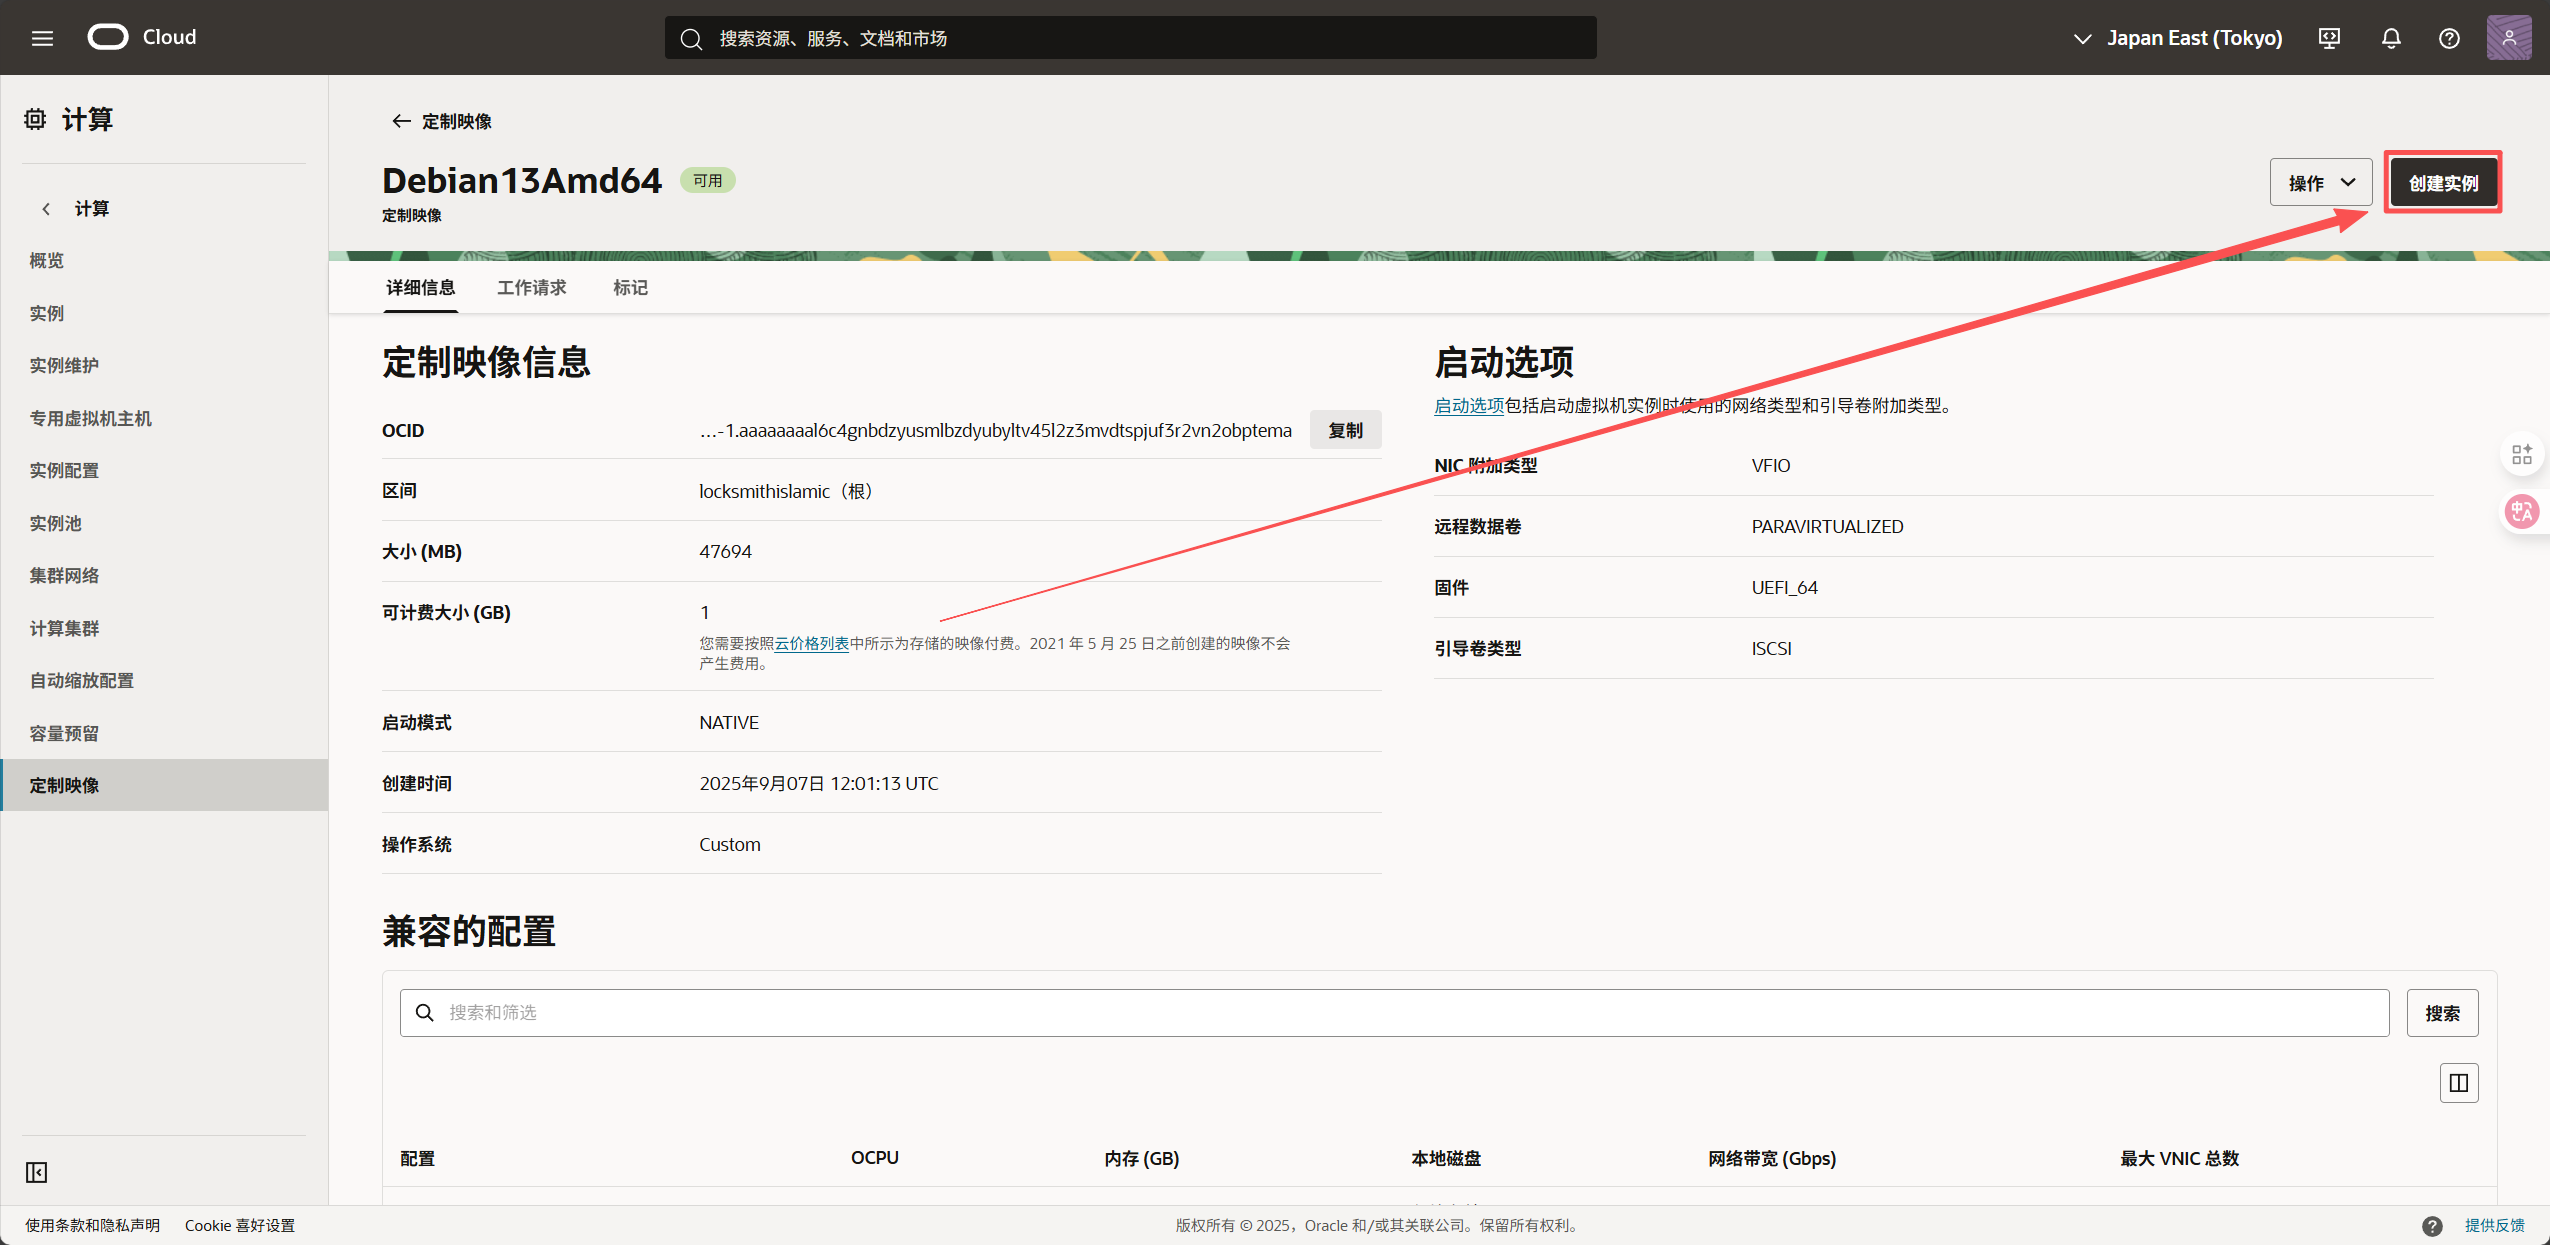 Cloud
搜索资源、服务、文档和市场
Japan East (Tokyo)
计算
计算
概览
实例
实例维护
专用虚拟机主机
实例配置
实例池
集群网络
计算集群
自动缩放配置
容量预留
定制映像
定制映像
Debian13Amd64
可用
定制映像
操作
创建实例
详细信息
工作请求
标记
定制映像信息
OCID
...-1.aaaaaaaal6c4gnbdzyusmlbzdyubyltv45l2z3mvdtspjuf3r2vn2obptema
复制
区间
locksmithislamic（根）
大小 (MB)
47694
可计费大小 (GB)
1
您需要按照云价格列表中所示为存储的映像付费。2021 年 5 月 25 日之前创建的映像不会
产生费用。
启动模式
NATIVE
创建时间
2025年9月07日 12:01:13 UTC
操作系统
Custom
启动选项
启动选项包括启动虚拟机实例时使用的网络类型和引导卷附加类型。
NIC 附加类型
VFIO
远程数据卷
PARAVIRTUALIZED
固件
UEFI_64
引导卷类型
ISCSI
兼容的配置
搜索和筛选
搜索
配置
OCPU
内存 (GB)
本地磁盘
网络带宽 (Gbps)
最大 VNIC 总数
使用条款和隐私声明
Cookie 喜好设置
版权所有 © 2025，Oracle 和/或其关联公司。保留所有权利。
提供反馈